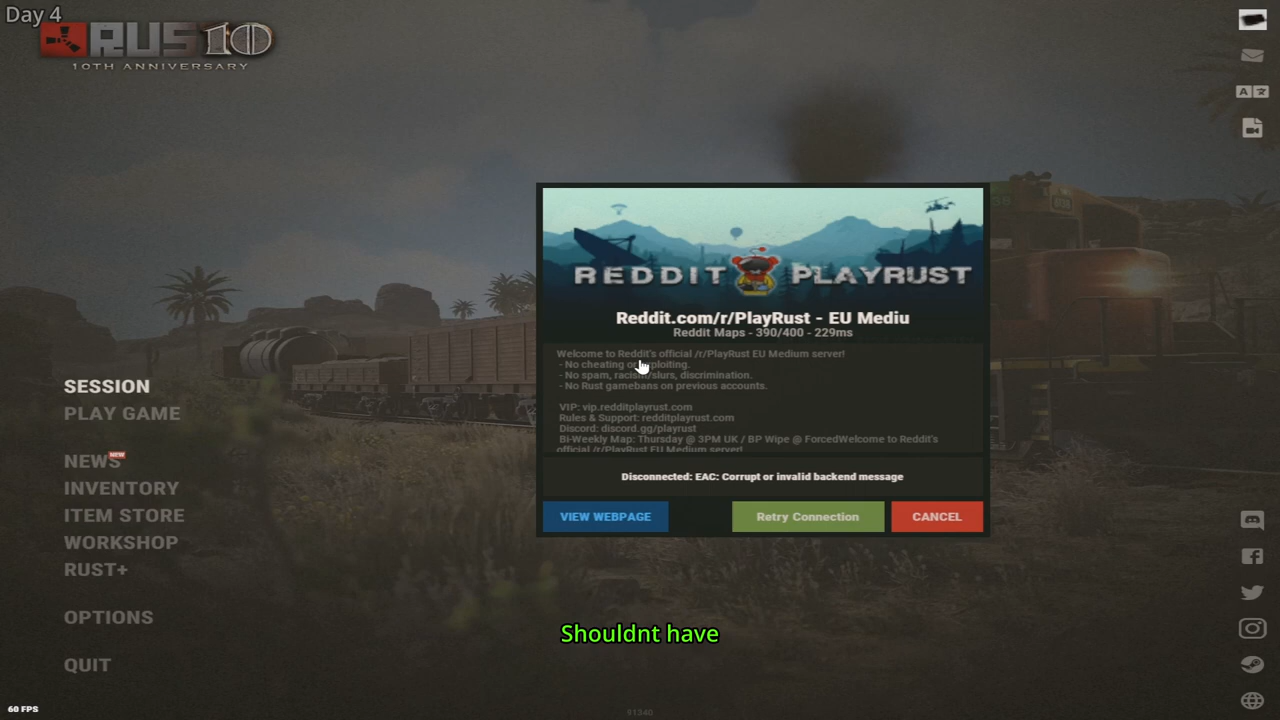 Day 4
RUS10
10TH ANNIVERSARY
REDDIT PLAYRUST
Reddit.com/r/PlayRust - EU Mediu
Reddit Maps - 390/400 - 229ms
Welcome to Reddit's official /r/PlayRust EU Medium server!
- No cheating or exploiting.
- No spam, racism/slurs, discrimination.
- No Rust gamebans on previous accounts.
VIP: vip.redditplayrust.com
Rules & Support: redditplayrust.com
Discord: discord.gg/playrust
Bi-Weekly Map: Thursday @ 3PM UK / BP Wipe @ ForcedWelcome to Reddit's
official /r/PlayRust EU Medium server!
Disconnected: EAC: Corrupt or invalid backend message
VIEW WEBPAGE
Retry Connection
CANCEL
SESSION
PLAY GAME
NEWS
NEW
INVENTORY
ITEM STORE
WORKSHOP
RUST+
OPTIONS
QUIT
Shouldnt have
60 FPS
91340